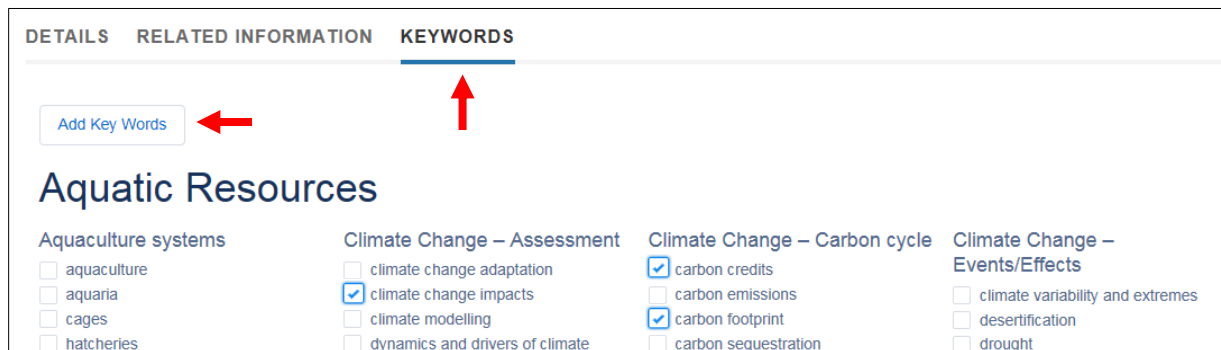 DETAILS RELATED INFORMATION KEYWORDS
Add Key Words
Aquatic Resources
Aquaculture systems
aquaculture
aquaria
cages
hatcheries
Climate Change – Assessment
climate change adaptation
climate change impacts
climate modelling
dynamics and drivers of climate
Climate Change – Carbon cycle
carbon credits
carbon emissions
carbon footprint
carbon sequestration
Climate Change –
Events/Effects
climate variability and extremes
desertification
drought